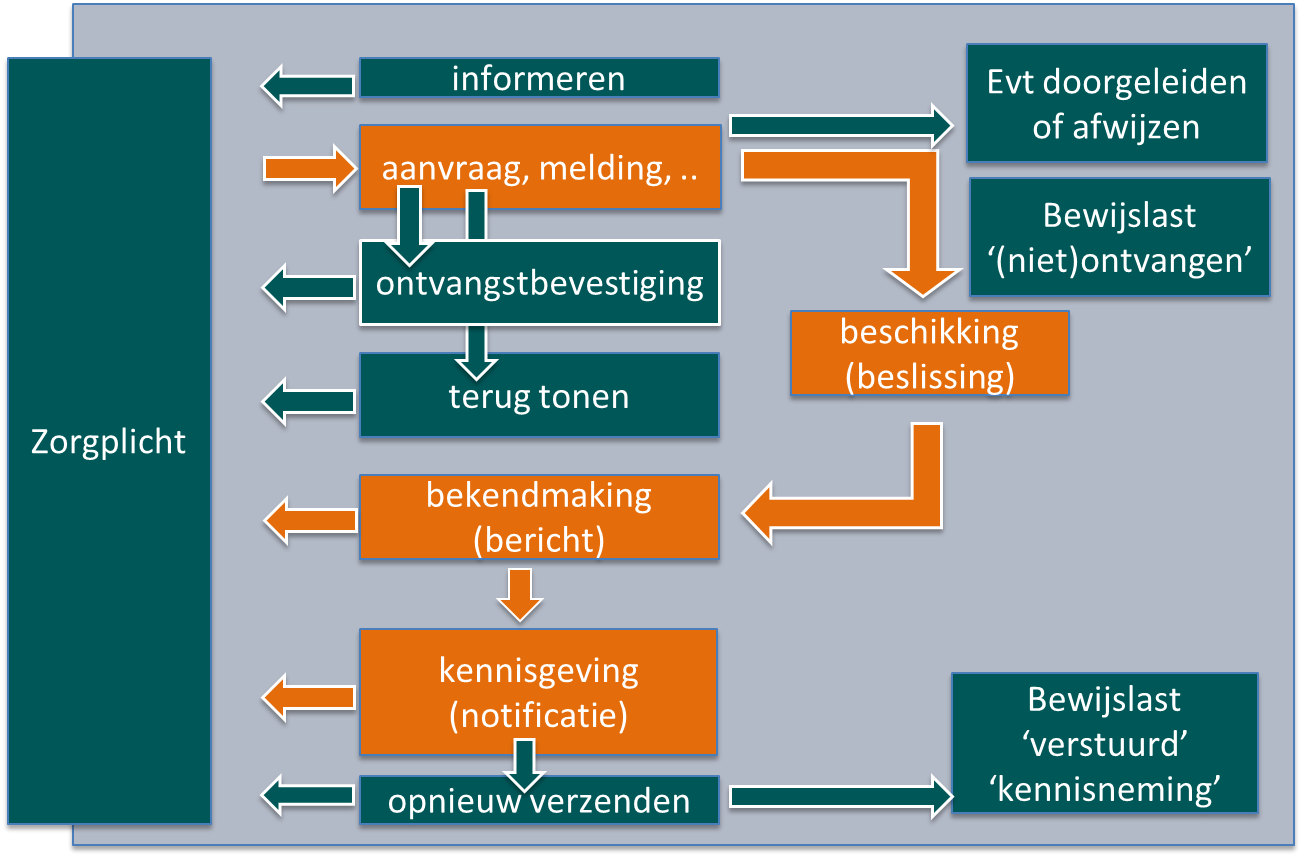 Zorgplicht
informeren
aanvraag, melding, ..
ontvangstbevestiging
terug tonen
bekendmaking
(bericht)
kennisgeving
(notificatie)
opnieuw verzenden
Evt doorgeleiden
of afwijzen
Bewijslast
‘(niet)ontvangen’
beschikking
(beslissing)
Bewijslast
‘verstuurd’
‘kennisneming’